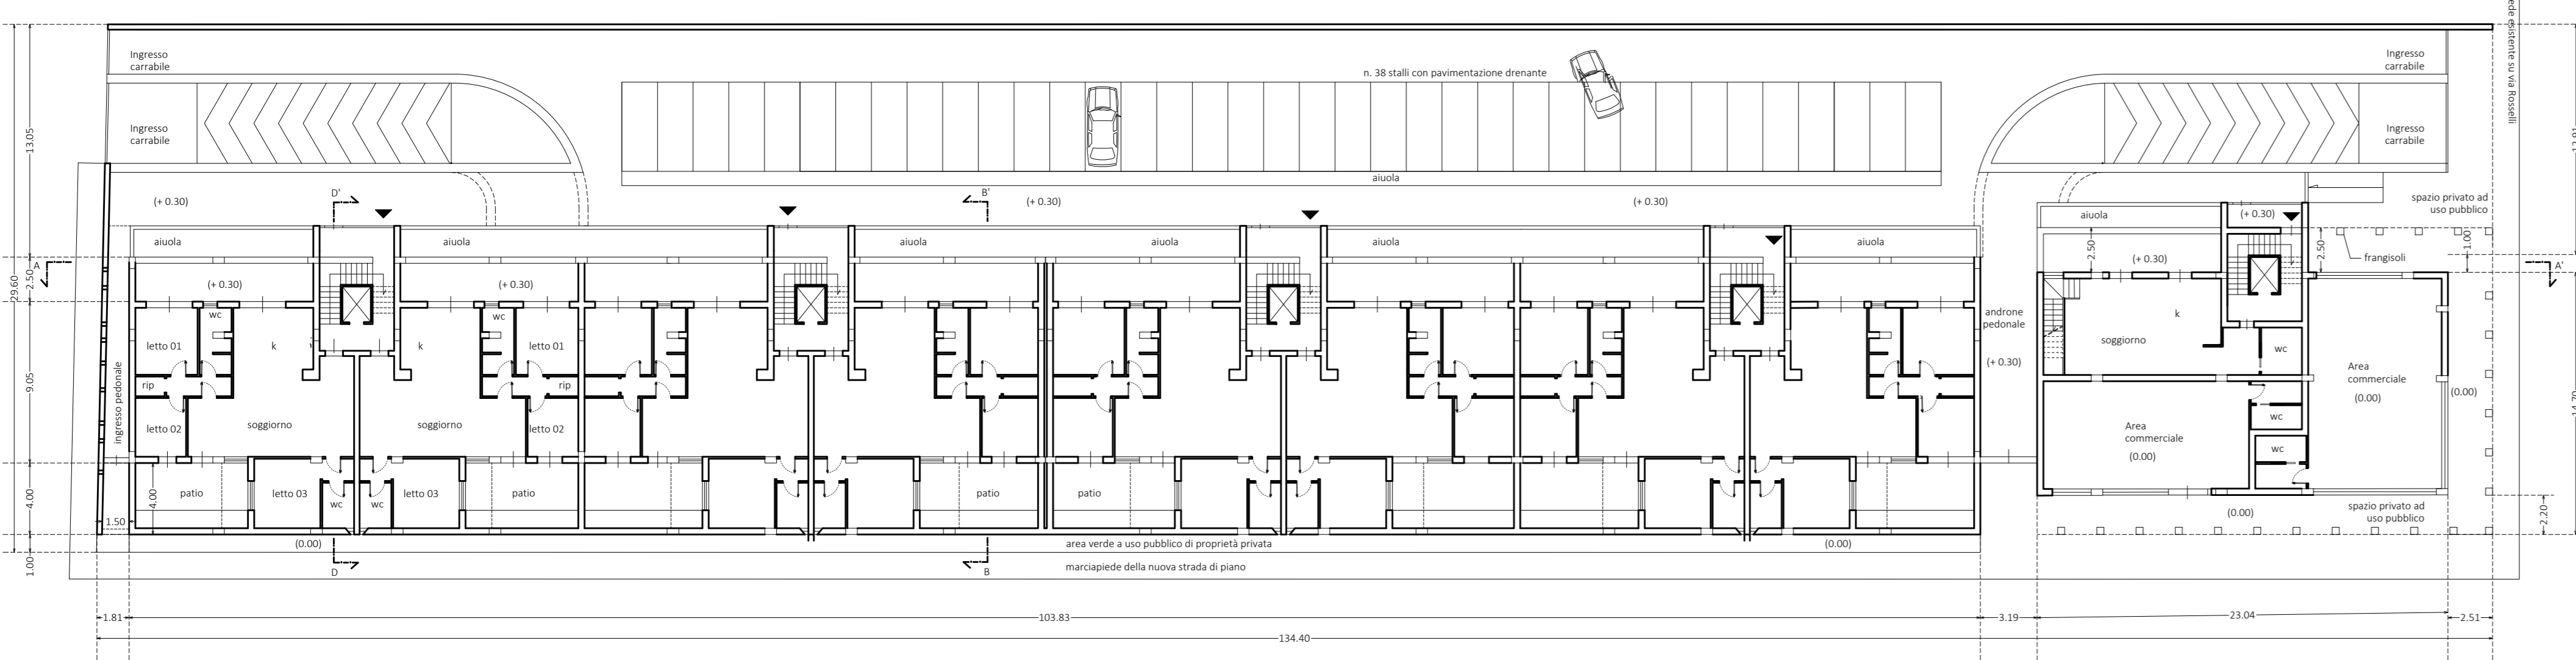 Ingresso
carrabile
Ingresso
carrabile
n. 38 stalli con pavimentazione drenante
Ingresso
carrabile
Ingresso
carrabile
ede esistente su via Rosselli
13.05
29.60
2.50
9.05
4.00
1.00
aiuola
(+ 0.30)
D'
B'
(+ 0.30)
(+ 0.30)
spazio privato ad
uso pubblico
aiuola
(+ 0.30)
aiuola
aiuola
aiuola
aiuola
aiuola
aiuola
A
A'
2.50
2.50
1.00
frangisoli
(+ 0.30)
(+ 0.30)
(+ 0.30)
wc
wc
letto 01
k
k
letto 01
rip
rip
ingresso pedonale
letto 02
soggiorno
soggiorno
letto 02
androne
pedonale
(+ 0.30)
k
soggiorno
wc
Area
commerciale
(0.00)
(0.00)
wc
Area
commerciale
(0.00)
wc
14.70
patio
4.00
letto 03
wc
wc
letto 03
patio
patio
patio
1.50
spazio privato ad
uso pubblico
(0.00)
2.20
(0.00)
area verde a uso pubblico di proprietà privata
(0.00)
D
B
marciapiede della nuova strada di piano
1.81
103.83
3.19
23.04
2.51
134.40